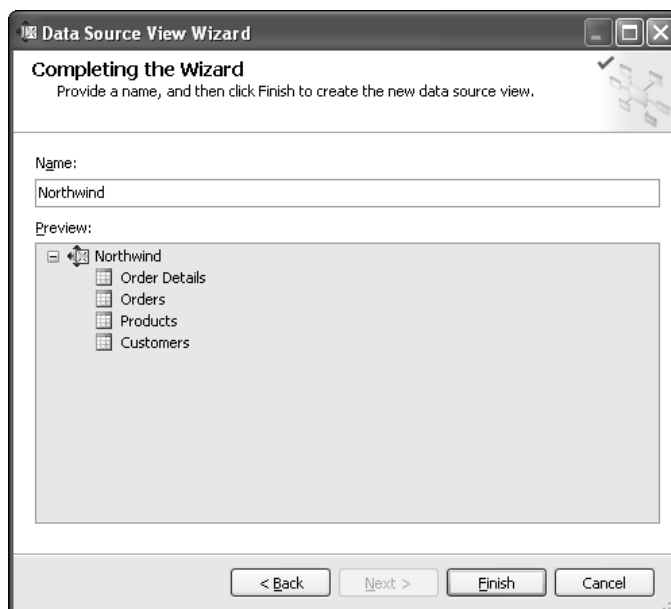 Data Source View Wizard
Completing the Wizard
Provide a name, and then click Finish to create the new data source view.
Name:
Northwind
Preview:
Northwind
Order Details
Orders
Products
Customers
< Back Next > Finish Cancel